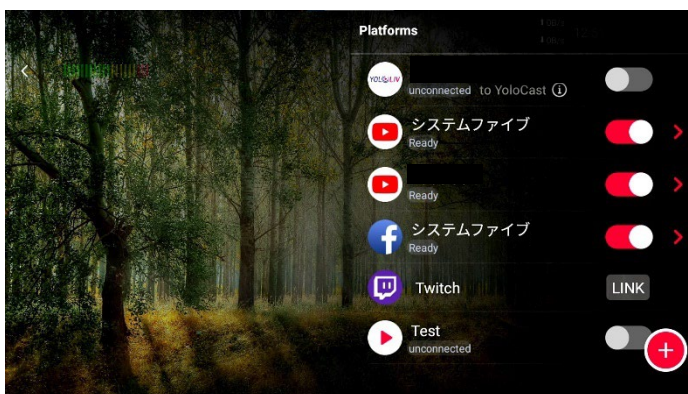 Platforms
YOLOLIV
unconnected to YoloCast
システムファイブ
Ready
Ready
システムファイブ
Ready
Twitch
LINK
Test
unconnected